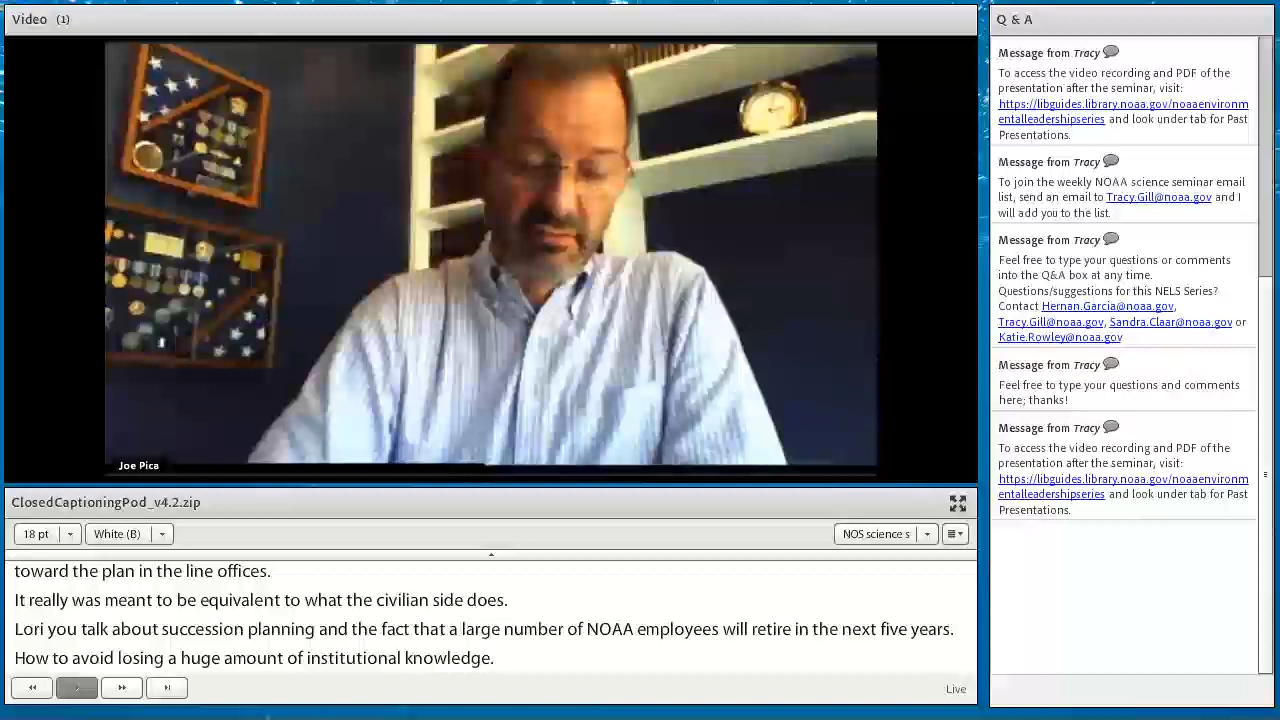 Video (1)
Joe Pica
ClosedCaptioningPod_v4.2.zip
18 pt
White (B)
NOS science s
toward the plan in the line offices.
It really was meant to be equivalent to what the civilian side does.
Lori you talk about succession planning and the fact that a large number of NOAA employees will retire in the next five years.
How to avoid losing a huge amount of institutional knowledge.
Live
Q & A
Message from Tracy
To access the video recording and PDF of the
presentation after the seminar, visit:
https://libguides.library.noaa.gov/noaaenvironm
entalleadershipseries and look under tab for Past
Presentations.
Message from Tracy
To join the weekly NOAA science seminar email
list, send an email to Tracy.Gill@noaa.gov and I
will add you to the list.
Message from Tracy
Feel free to type your questions or comments
into the Q&A box at any time.
Questions/suggestions for this NELS Series?
Contact Hernan.Garcia@noaa.gov,
Tracy.Gill@noaa.gov, Sandra.Claar@noaa.gov or
Katie.Rowley@noaa.gov
Message from Tracy
Feel free to type your questions and comments
here; thanks!
Message from Tracy
To access the video recording and PDF of the
presentation after the seminar, visit:
https://libguides.library.noaa.gov/noaaenvironm
entalleadershipseries and look under tab for Past
Presentations.